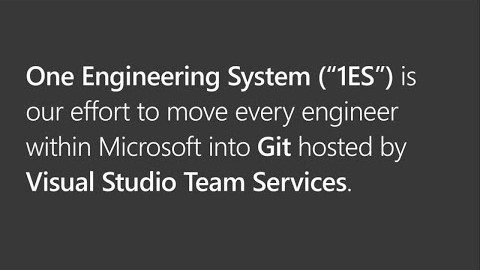 One Engineering System (“1ES”) is
our effort to move every engineer
within Microsoft into Git hosted by
Visual Studio Team Services.